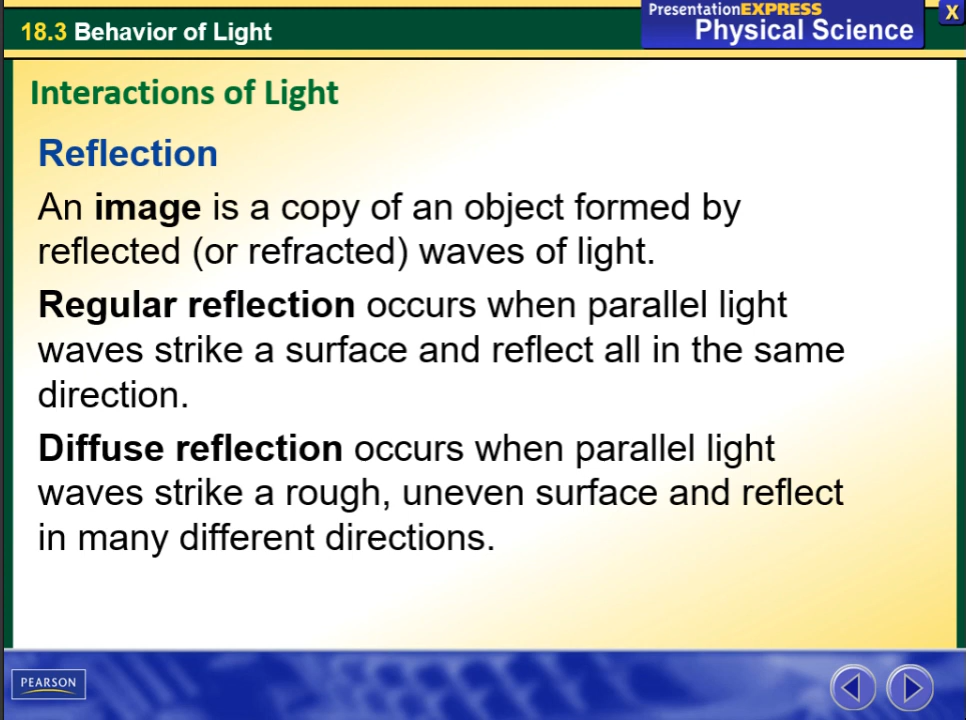 18.3 Behavior of Light
PresentationEXPRESS
Physical Science
X
Interactions of Light
Reflection
An image is a copy of an object formed by
reflected (or refracted) waves of light.
Regular reflection occurs when parallel light
waves strike a surface and reflect all in the same
direction.
Diffuse reflection occurs when parallel light
waves strike a rough, uneven surface and reflect
in many different directions.
PEARSON